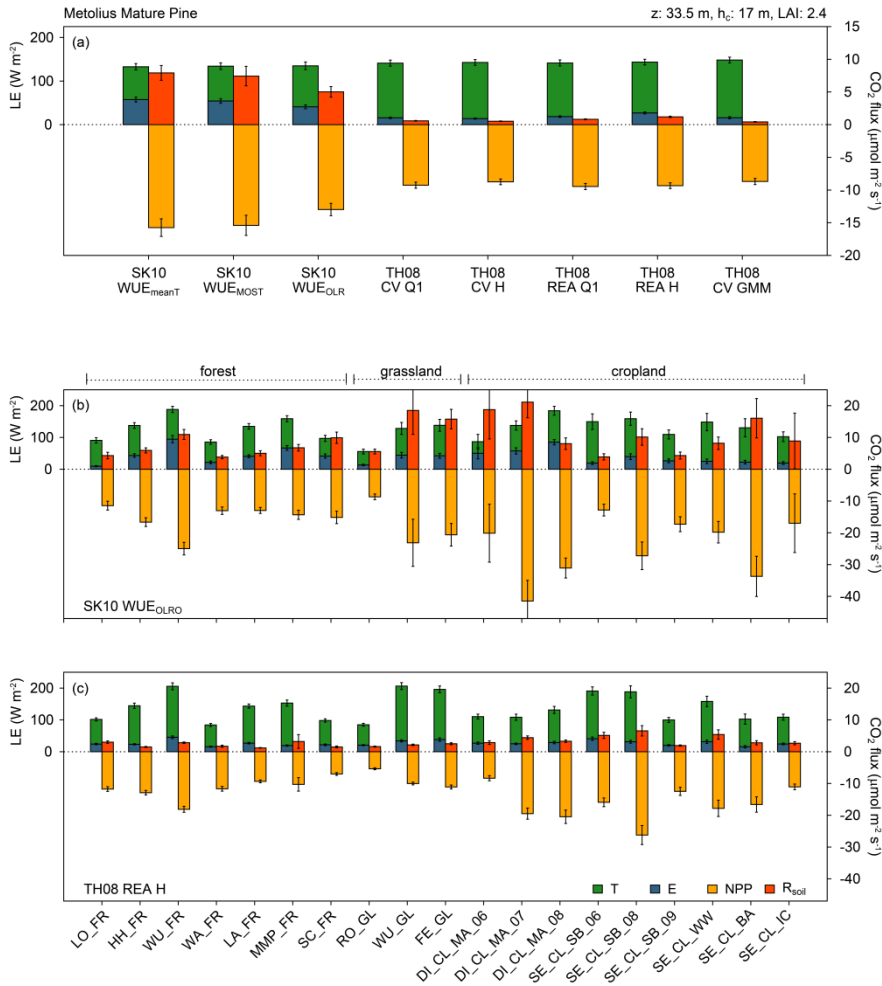 Metolius Mature Pine
z: 33.5 m, hc: 17 m, LAI: 2.4
(a)
LE (W m-2)
200
100
0
CO2 flux (μmol m-2 s-1)
15
10
5
0
-5
-10
-15
-20
SK10 WUEmeanT
SK10 WUEMOST
SK10 WUEOLR
TH08 CV Q1
TH08 CV H
TH08 REA Q1
TH08 REA H
TH08 CV GMM
forest
grassland
cropland
(b)
LE (W m-2)
200
100
0
CO2 flux (μmol m-2 s-1)
20
10
0
-10
-20
-30
-40
SK10 WUEOLRO
(c)
LE (W m-2)
200
100
0
CO2 flux (μmol m-2 s-1)
20
10
0
-10
-20
-30
-40
TH08 REA H
T
E
NPP
Rsoil
LO_FR
HH_FR
WU_FR
WA_FR
LA_FR
MMP_FR
SC_FR
RO_GL
WU_GL
FE_GL
DI_CL_MA_06
DI_CL_MA_07
DI_CL_MA_08
SE_CL_SB_06
SE_CL_SB_08
SE_CL_SB_09
SE_CL_WW
SE_CL_BA
SE_CL_IC